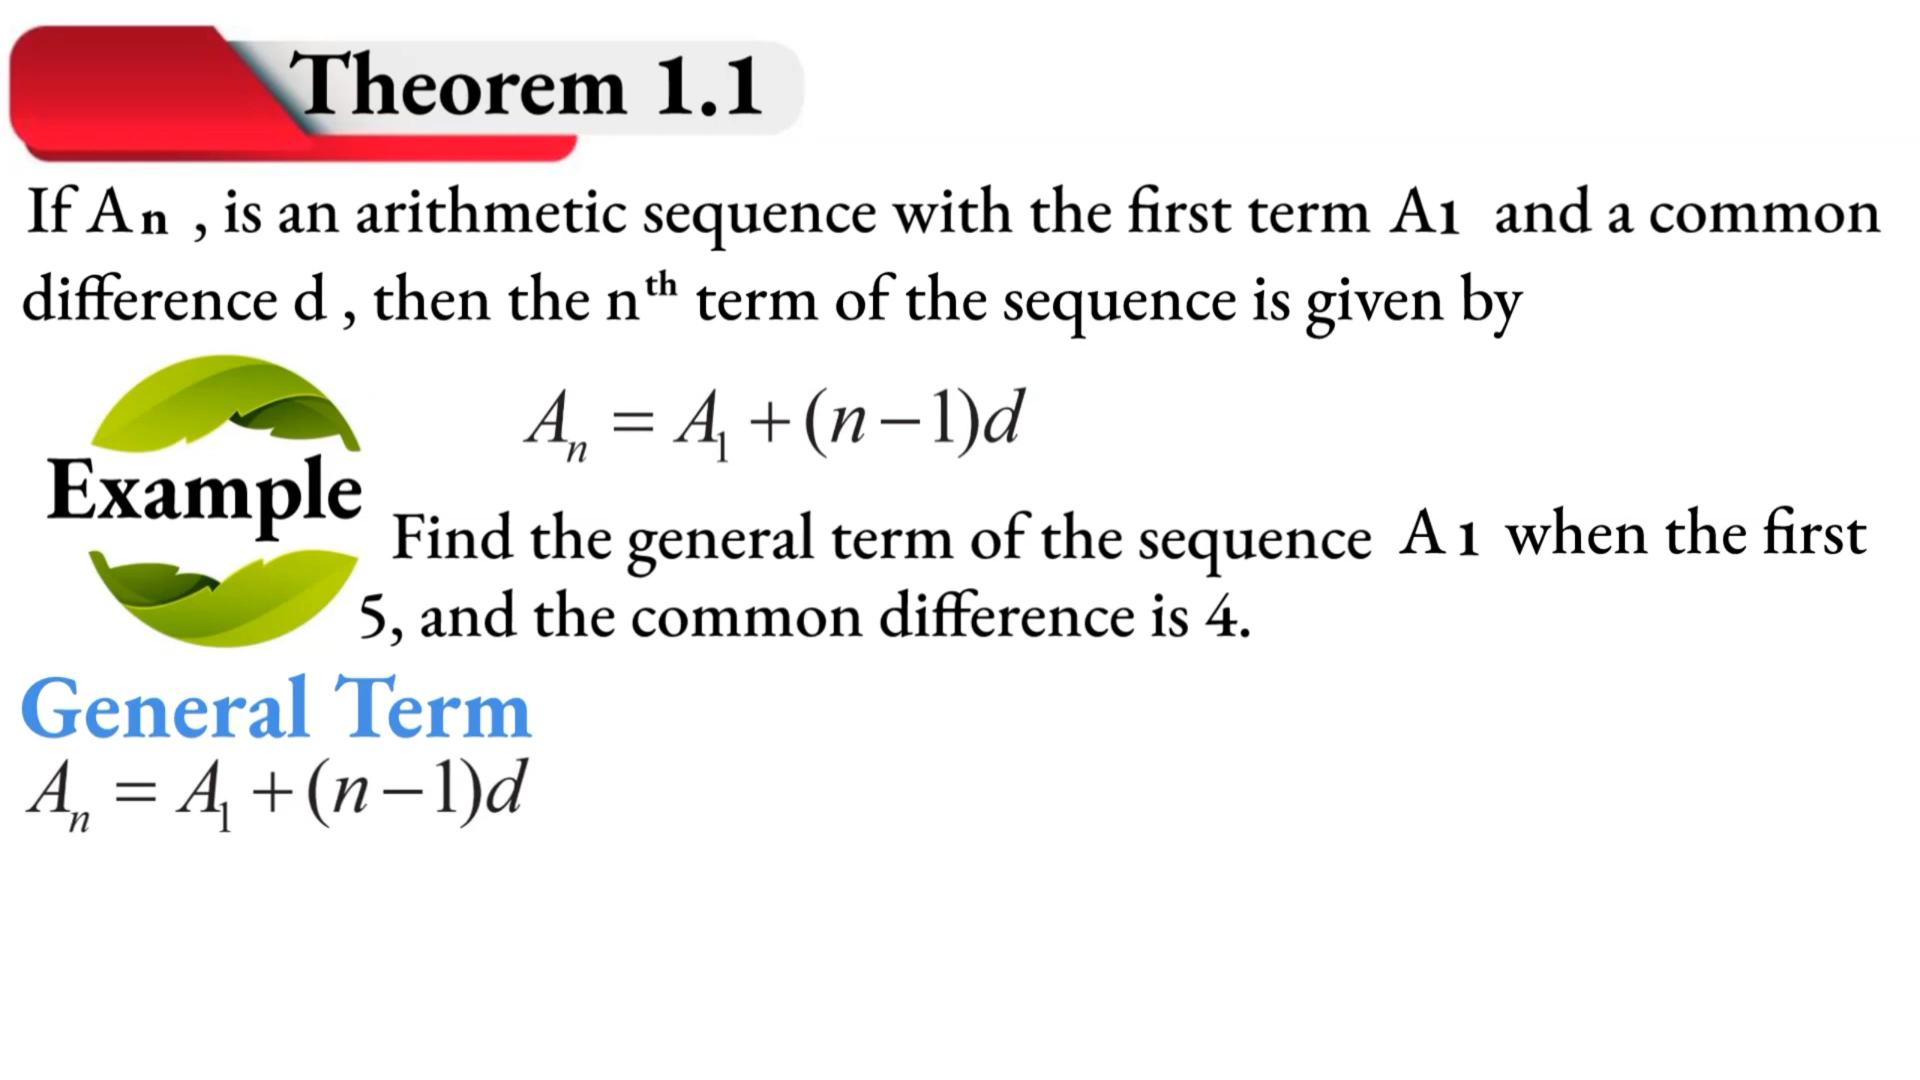 Theorem 1.1
If An , is an arithmetic sequence with the first term A1 and a common
difference d , then the nᵗʰ term of the sequence is given by
Aₙ = A₁ + (n − 1)d
Example
Find the general term of the sequence A1 when the first
5, and the common difference is 4.
General Term
Aₙ = A₁ + (n − 1)d